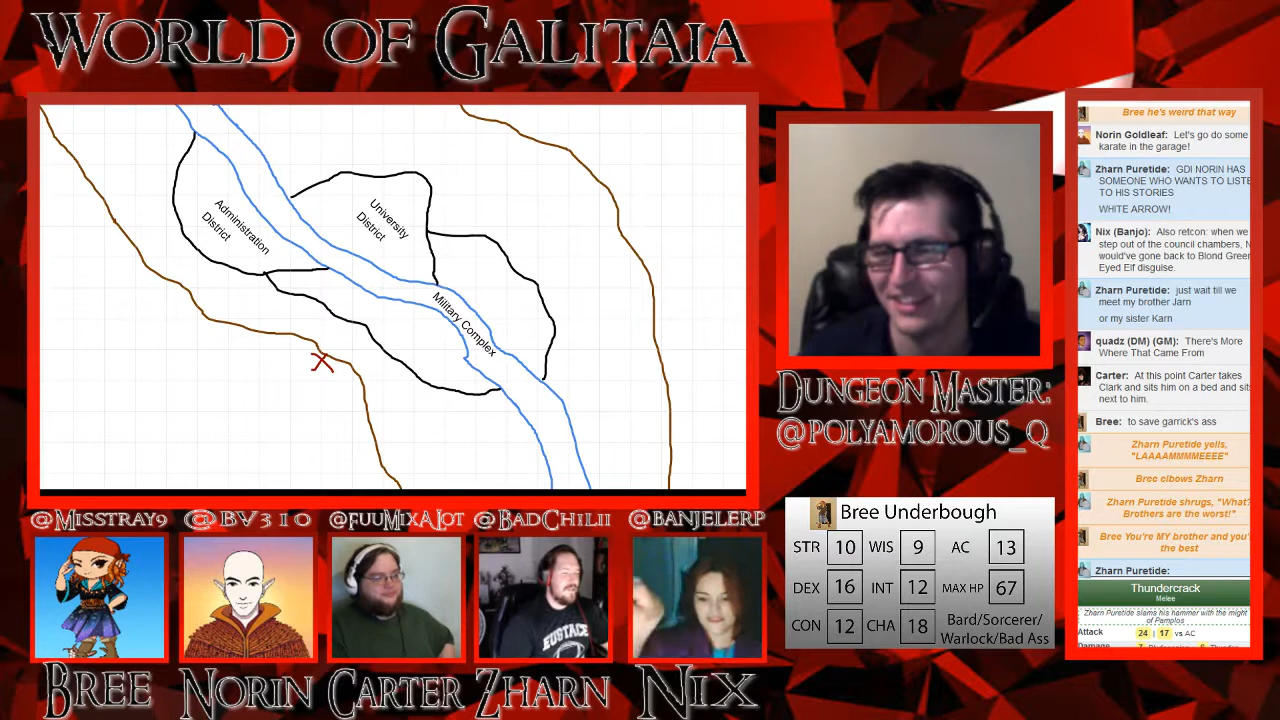 World of Galitaia
Administration
District
University
District
Military Complex
X
Dungeon Master:
@polyamorous_Q
Bree Underbough
STR 10 WIS 9 AC 13
DEX 16 INT 12 MAX HP 67
CON 12 CHA 18 Bard/Sorcerer/
Warlock/Bad Ass
@Misstray9 @BV310 @FuuMixALot @BadChilii @banjelerp
Bree Norin Carter Zharn Nix
Bree he's weird that way
Norin Goldleaf: Let's go do some
karate in the garage!
Zharn Puretide: GDI NORIN HAS
SOMEONE WHO WANTS TO LISTE
TO HIS STORIES
WHITE ARROW!
Nix (Banjo): Also retcon: when we
step out of the council chambers, N
would've gone back to Blond Green
Eyed Elf disguise.
Zharn Puretide: just wait till we
meet my brother Jarn
or my sister Karn
quadz (DM) (GM): There's More
Where That Came From
Carter: At this point Carter takes
Clark and sits him on a bed and sits
next to him.
Bree: to save garrick's ass
Zharn Puretide yells,
"LAAAAMMMMEEEE"
Bree elbows Zharn
Zharn Puretide shrugs, "What?
Brothers are the worst!"
Bree You're MY brother and you'
the best
Zharn Puretide:
Thundercrack
Melee
Zharn Puretide slams his hammer with the might
of Pamplos
Attack 24 | 17 vs AC
Damage
EUSTACE